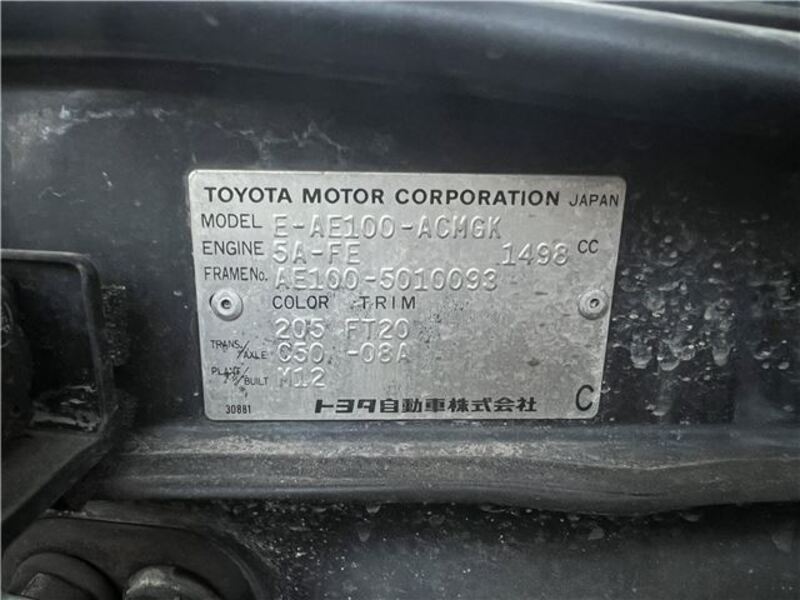 TOYOTA MOTOR CORPORATION JAPAN
MODEL E-AE100-ACMGK
ENGINE 5A-FE 1498 CC
FRAME No. AE100-5010093
COLOR TRIM
205 FT20
TRANS./AXLE C50 -08A
PLANT/BUILT M12
30881 トヨタ自動車株式会社 C